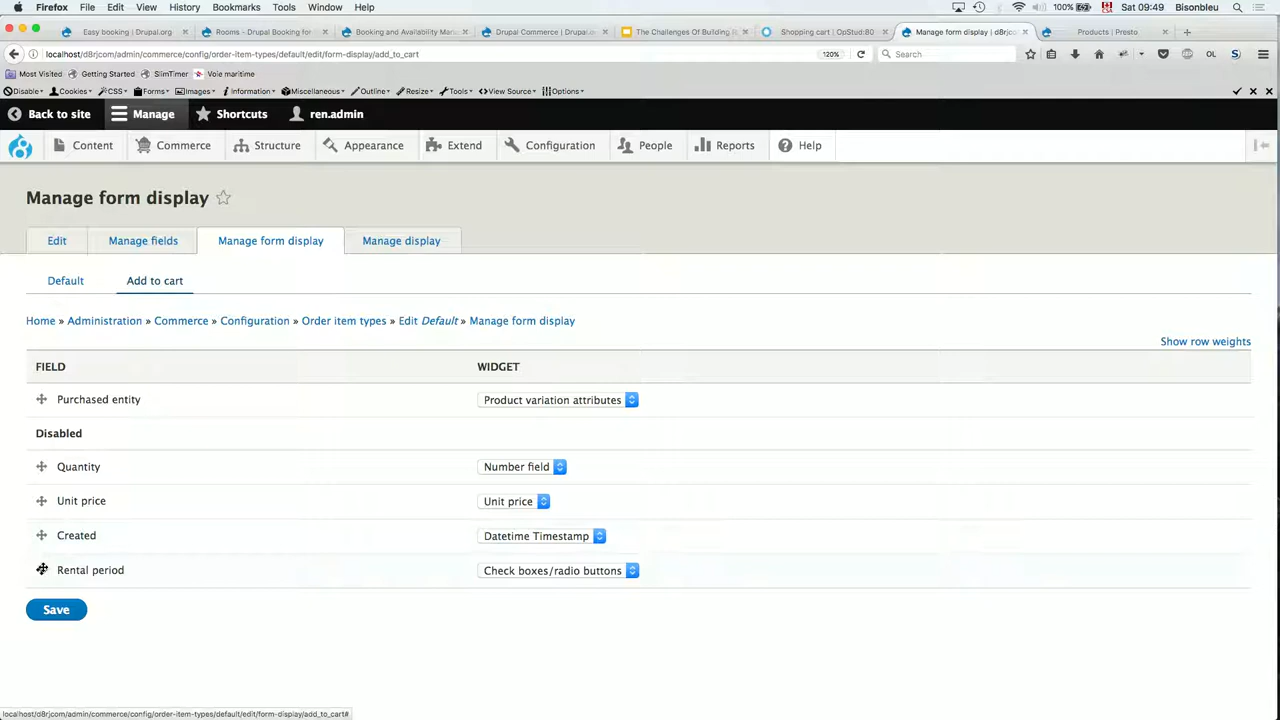 Firefox File Edit View History Bookmarks Tools Window Help 100% Sat 09:49 Bisonbleu
Easy booking | Drupal.org Rooms - Drupal Booking for Booking and Availability Mana Drupal Commerce | Drupal. The Challenges Of Building R Shopping cart | OpStud:80 Manage form display | d8rjco Products | Presto
localhost/d8rjcom/admin/commerce/config/order-item-types/default/edit/form-display/add_to_cart 120% Search OL S
Most Visited Getting Started SlimTimer Voie maritime
Disable Cookies CSS Forms Images Information Miscellaneous Outline Resize Tools View Source Options
Back to site Manage Shortcuts ren.admin
Content Commerce Structure Appearance Extend Configuration People Reports Help
Manage form display
Edit Manage fields Manage form display Manage display
Default Add to cart
Home » Administration » Commerce » Configuration » Order item types » Edit Default » Manage form display
Show row weights
FIELD WIDGET
Purchased entity Product variation attributes
Disabled
Quantity Number field
Unit price Unit price
Created Datetime Timestamp
Rental period Check boxes/radio buttons
Save
localhost/d8rjcom/admin/commerce/config/order-item-types/default/edit/form-display/add_to_cart#